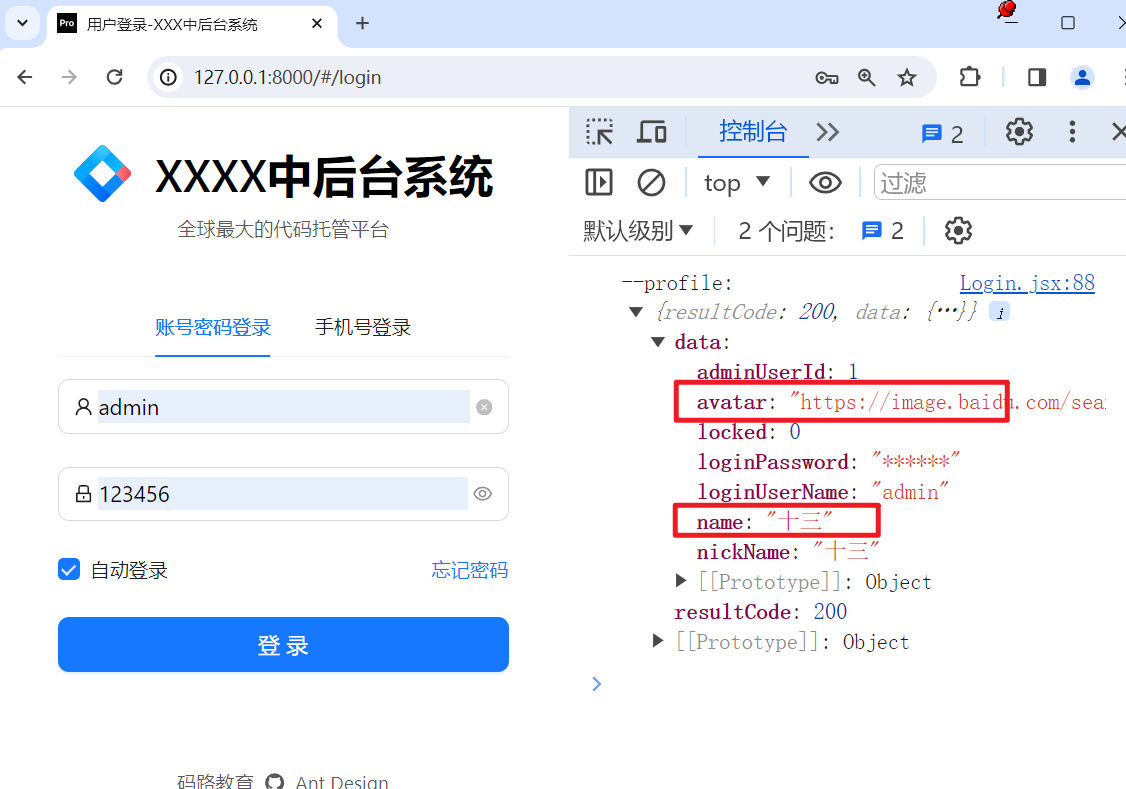 Pro 用户登录-XXX中后台系统
127.0.0.1:8000/#/login
XXXX中后台系统
全球最大的代码托管平台
账号密码登录 手机号登录
admin
123456
自动登录 忘记密码
登 录
码路教育 Ant Design
控制台 2
top 过滤
默认级别 2 个问题: 2
--profile: Login.jsx:88
{resultCode: 200, data: {…}} i
data:
adminUserId: 1
avatar: "https://image.baidu.com/sea
locked: 0
loginPassword: "******"
loginUserName: "admin"
name: "十三"
nickName: "十三"
[[Prototype]]: Object
resultCode: 200
[[Prototype]]: Object